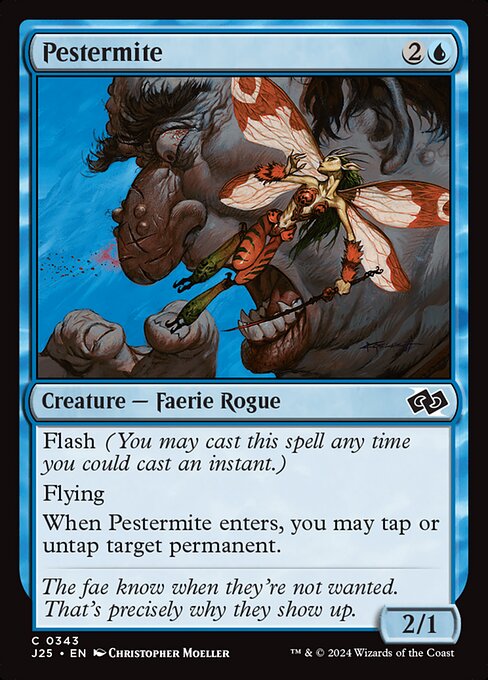 Pestermite 2
Creature — Faerie Rogue
Flash (You may cast this spell any time
you could cast an instant.)
Flying
When Pestermite enters, you may tap or
untap target permanent.
The fae know when they're not wanted.
That's precisely why they show up.
2/1
C 0343
J25 • EN Christopher Moeller
™ & © 2024 Wizards of the Coast